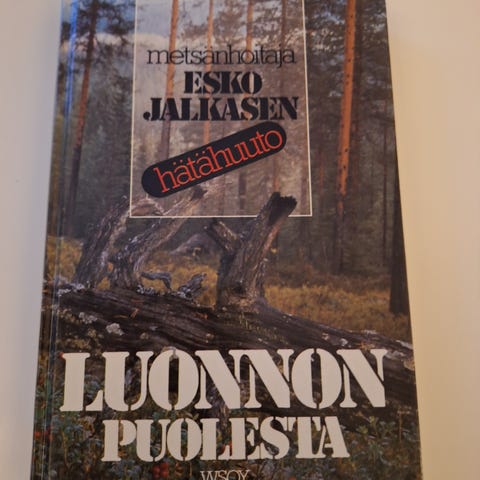 metsänhoitaja
ESKO
JALKASEN
hätähuuto
LUONNON
PUOLESTA
WSOY